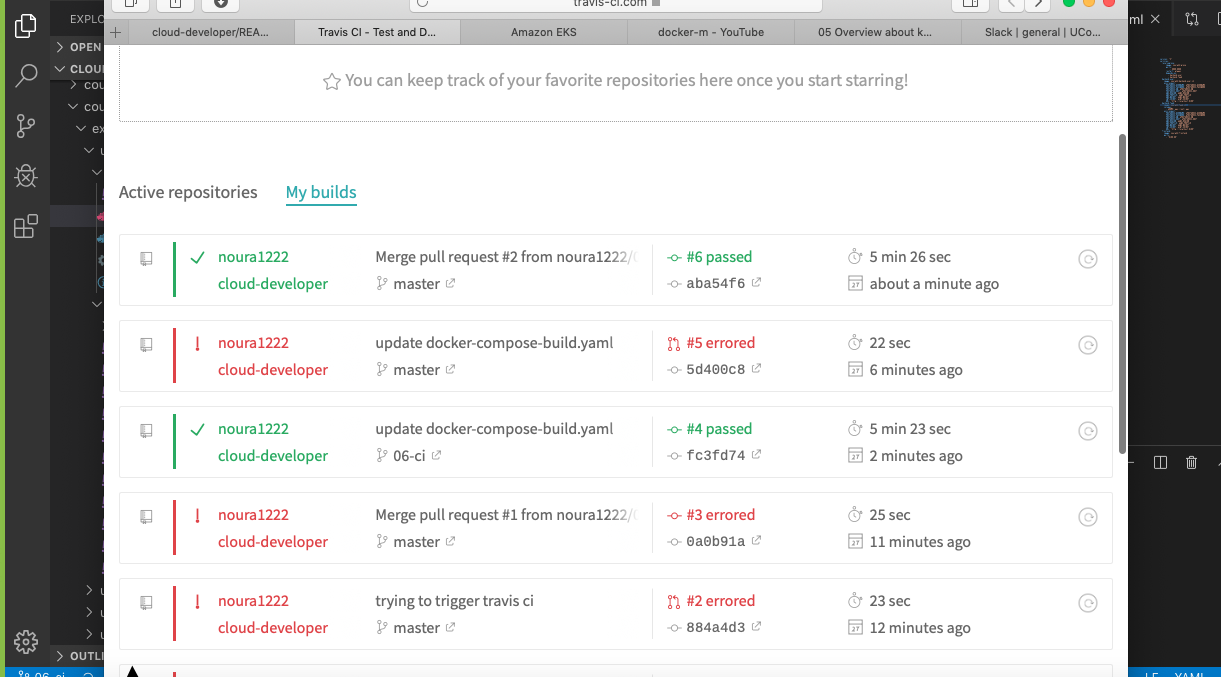 EXPLO
travis-ci.com
ml
cloud-developer/REA...
Travis CI - Test and D...
Amazon EKS
docker-m - YouTube
05 Overview about k...
Slack | general | UCo...
OPEN
CLOUD
cou
cou
ex
You can keep track of your favorite repositories here once you start starring!
Active repositories
My builds
noura1222
Merge pull request #2 from noura1222/
#6 passed
5 min 26 sec
cloud-developer
master
aba54f6
about a minute ago
noura1222
update docker-compose-build.yaml
#5 errored
22 sec
cloud-developer
master
5d400c8
6 minutes ago
noura1222
update docker-compose-build.yaml
#4 passed
5 min 23 sec
cloud-developer
06-ci
fc3fd74
2 minutes ago
noura1222
Merge pull request #1 from noura1222/
#3 errored
25 sec
cloud-developer
master
0a0b91a
11 minutes ago
noura1222
trying to trigger travis ci
#2 errored
23 sec
cloud-developer
master
884a4d3
12 minutes ago
OUTLI
06-ci
LF
YAML